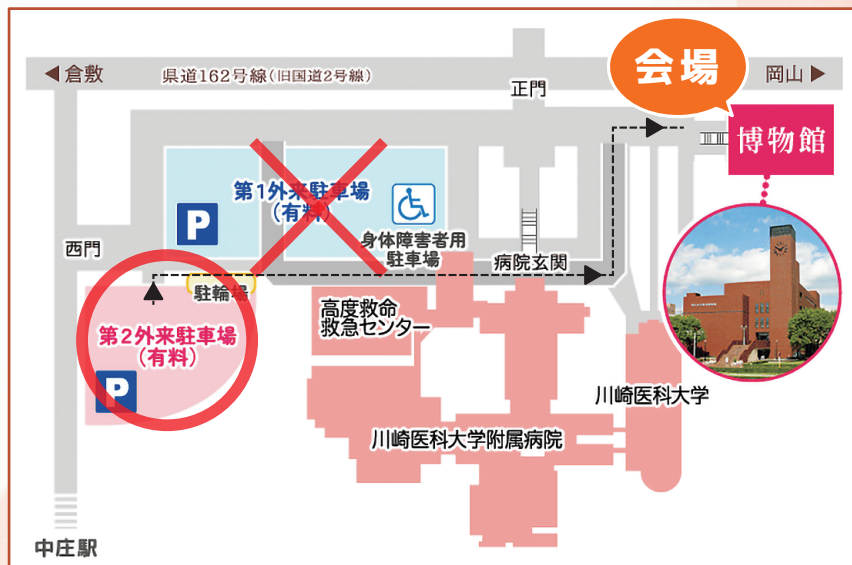 ◀倉敷
県道162号線(旧国道2号線)
正門
会場
岡山▶
博物館
第1外来駐車場
(有料)
P
身体障害者用
駐車場
西門
病院玄関
駐輪場
高度救命
救急センター
第2外来駐車場
(有料)
P
川崎医科大学
川崎医科大学附属病院
中庄駅